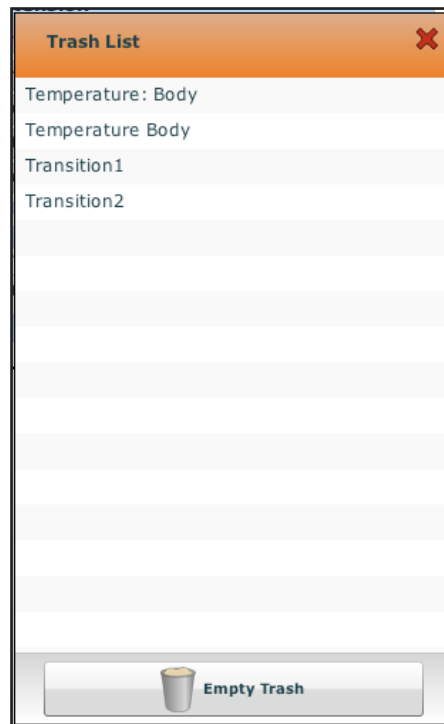 Trash List
Temperature: Body
Temperature Body
Transition1
Transition2
Empty Trash